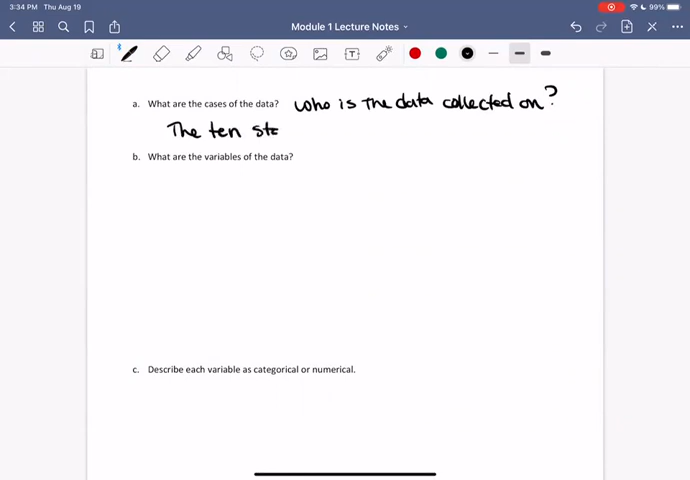 3:34 PM Thu Aug 19 99%
Module 1 Lecture Notes
T
a. What are the cases of the data? who is the data collected on?
The ten
b. What are the variables of the data?
c. Describe each variable as categorical or numerical.